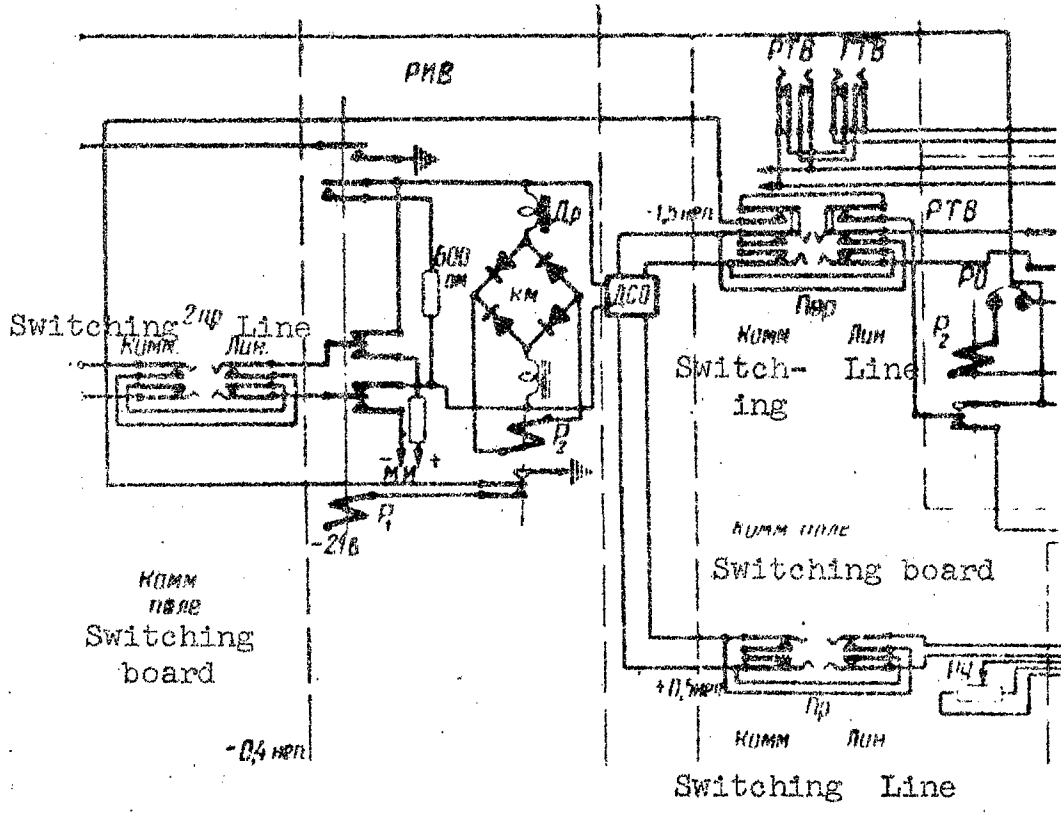 РИВ
РТВ РТВ
Др
600
ом
км
-1,5 неп
РТВ
ДСО
Пер
Р₂
Switching 2пр Line
Комм. Лин.
Комм Лин
Switch- Line
ing
- МИ +
Р₂
Р₁
-21в
Комм
поле
Switching
board
Комм поле
Switching board
+0,5 неп
РЧ
Пр
-0,4 неп
Комм Лин
Switching Line